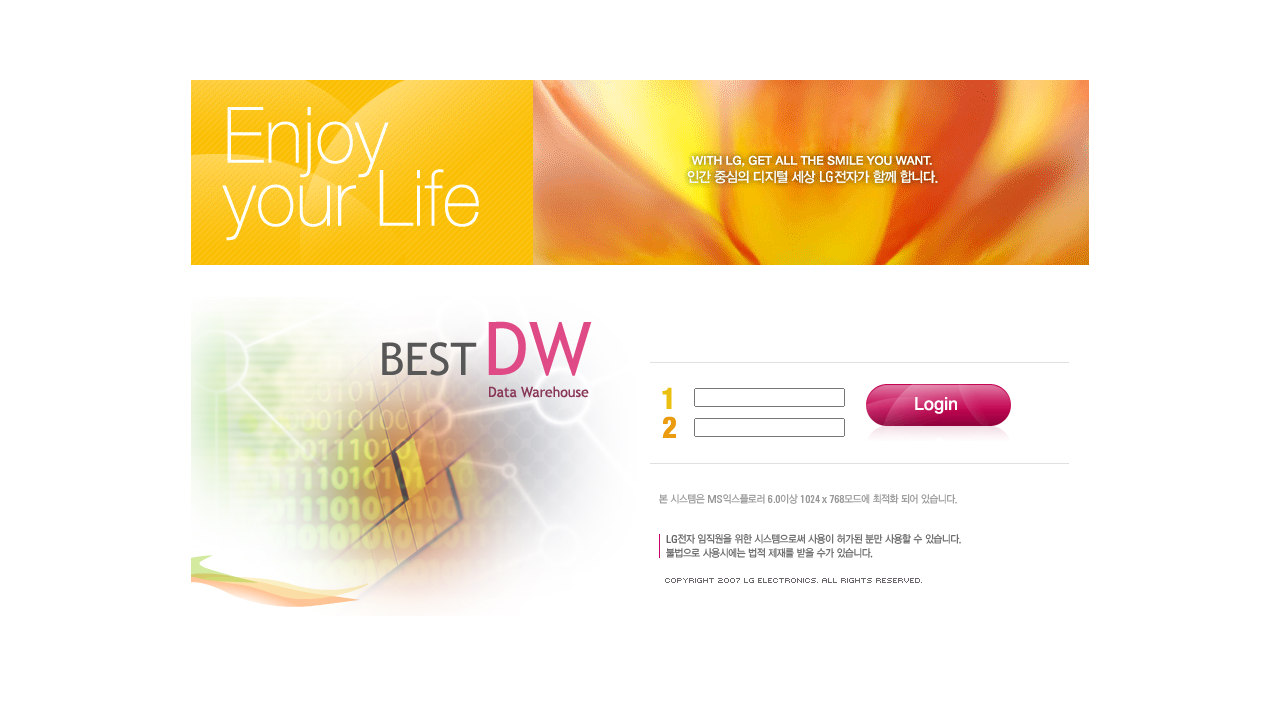 Enjoy
your Life
WITH LG, GET ALL THE SMILE YOU WANT.
인간 중심의 디지털 세상 LG전자가 함께 합니다.
BEST DW
Data Warehouse
1
2
Login
본 시스템은 MS익스플로러 6.0이상 1024 x 768모드에 최적화 되어 있습니다.
LG전자 임직원을 위한 시스템으로써 사용이 허가된 분만 사용할 수 있습니다.
불법으로 사용시에는 법적 제재를 받을 수가 있습니다.
COPYRIGHT 2007 LG ELECTRONICS. ALL RIGHTS RESERVED.